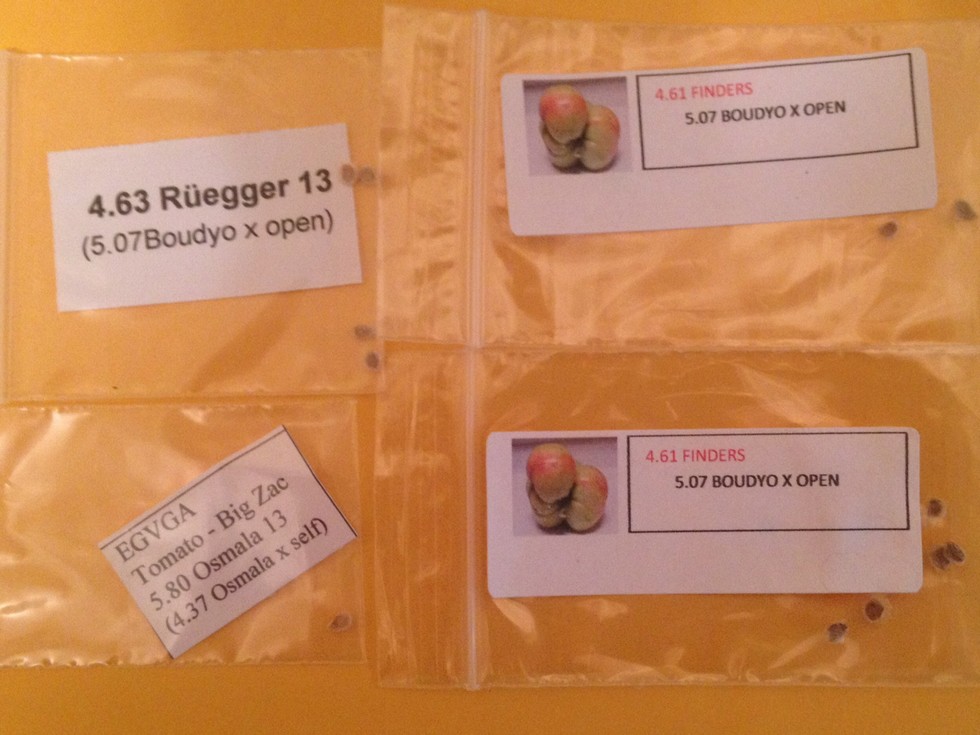 4.63 Rüegger 13
(5.07Boudyo x open)
4.61 FINDERS
5.07 BOUDYO X OPEN
EGVGA
Tomato - Big Zac
5.80 Osmala 13
(4.37 Osmala x self)
4.61 FINDERS
5.07 BOUDYO X OPEN